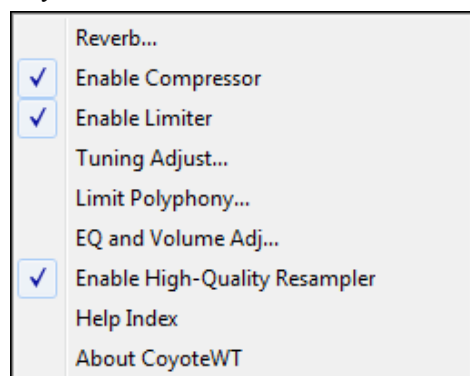 Reverb...
Enable Compressor
Enable Limiter
Tuning Adjust...
Limit Polyphony...
EQ and Volume Adj...
Enable High-Quality Resampler
Help Index
About CoyoteWT